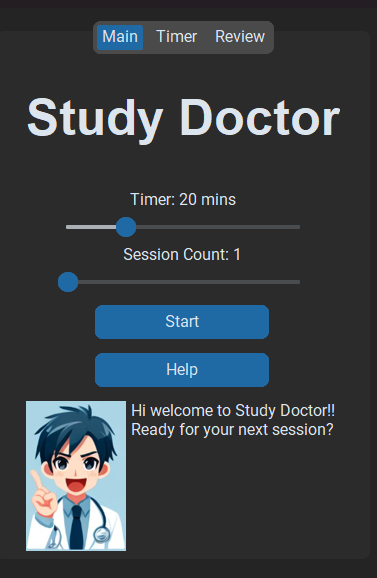 Main Timer Review
Study Doctor
Timer: 20 mins
Session Count: 1
Start
Help
Hi welcome to Study Doctor!!
Ready for your next session?